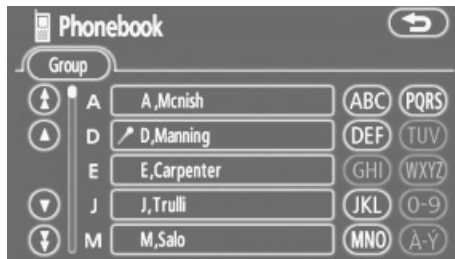 Phonebook
Group
A A ,Mcnish ABC PQRS
D D,Manning DEF TUV
E E,Carpenter GHI WXYZ
J J,Trulli JKL 0-9
M M,Salo MNO À-Ý